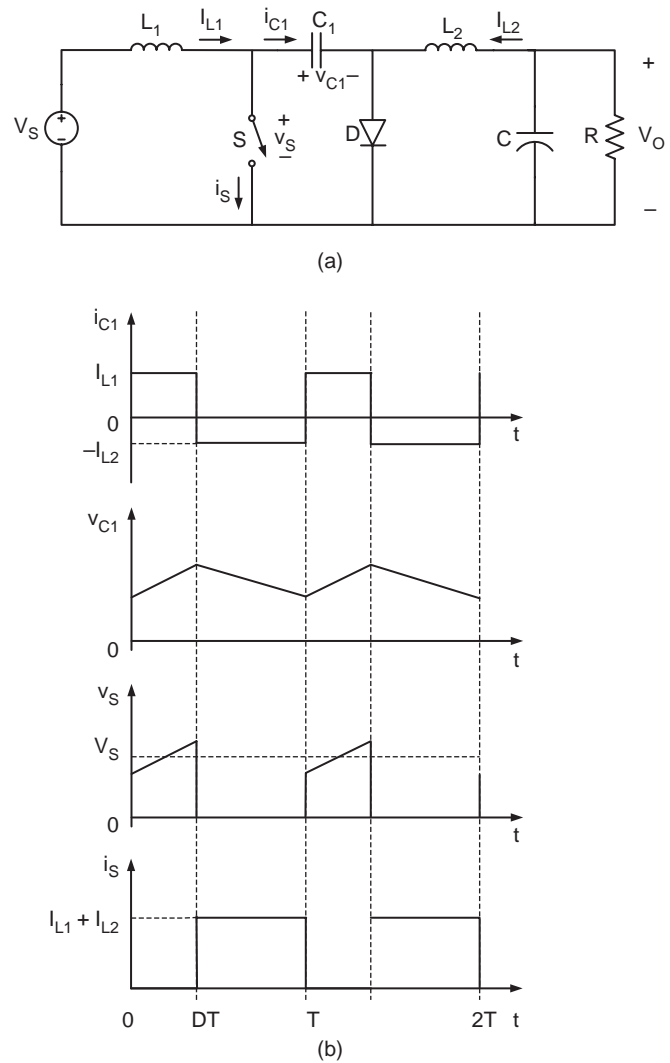 L1 IL1 iC1 C1 L2 IL2
+ vC1 –
VS + – S + vS – D C R + VO –
iS
(a)
iC1
IL1
0
t
–IL2
vC1
0
t
vS
VS
0
t
iS
IL1 + IL2
0 DT T 2T t
(b)